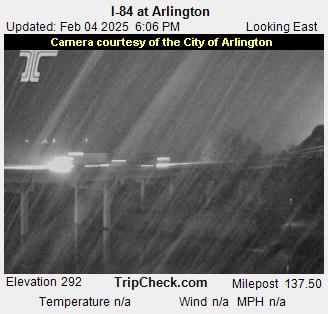 I-84 at Arlington
Updated: Feb 04 2025 6:06 PM Looking East
Camera courtesy of the City of Arlington
Elevation 292 TripCheck.com Milepost 137.50
Temperature n/a Wind n/a MPH n/a